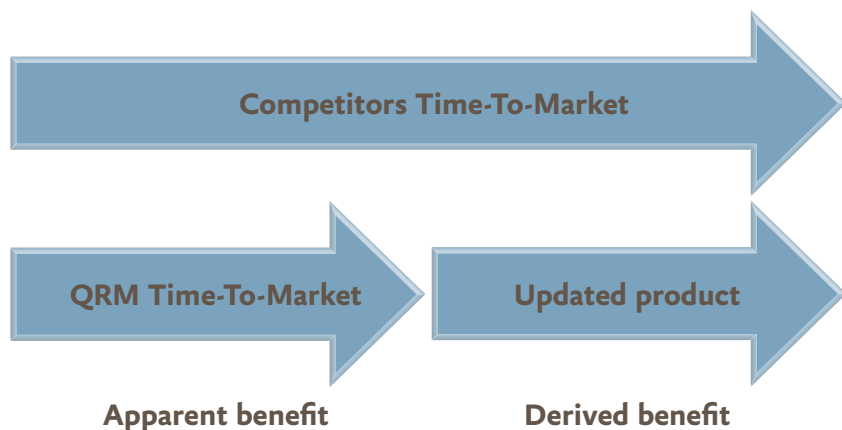 Competitors Time-To-Market
QRM Time-To-Market
Updated product
Apparent benefit
Derived benefit